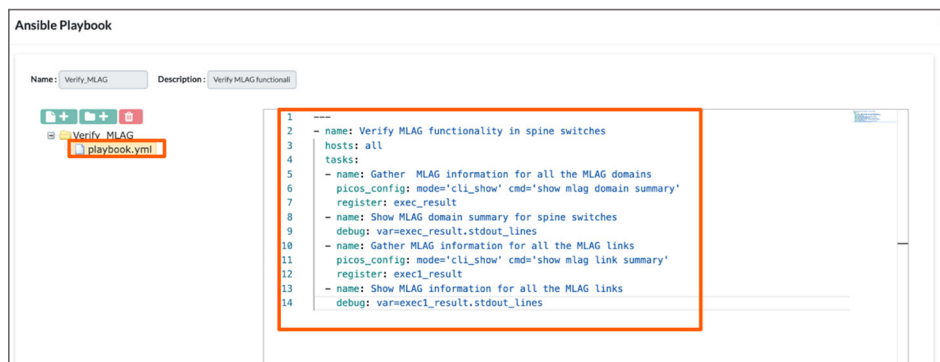 Ansible Playbook
Name : Verify_MLAG Description : Verify MLAG functionali
Verify_MLAG
playbook.yml
1 ---
2 - name: Verify MLAG functionality in spine switches
3 hosts: all
4 tasks:
5 - name: Gather  MLAG information for all the MLAG domains
6 picos_config: mode='cli_show' cmd='show mlag domain summary'
7 register: exec_result
8 - name: Show MLAG domain summary for spine switches
9 debug: var=exec_result.stdout_lines
10 - name: Gather MLAG information for all the MLAG links
11 picos_config: mode='cli_show' cmd='show mlag link summary'
12 register: exec1_result
13 - name: Show MLAG information for all the MLAG links
14 debug: var=exec1_result.stdout_lines